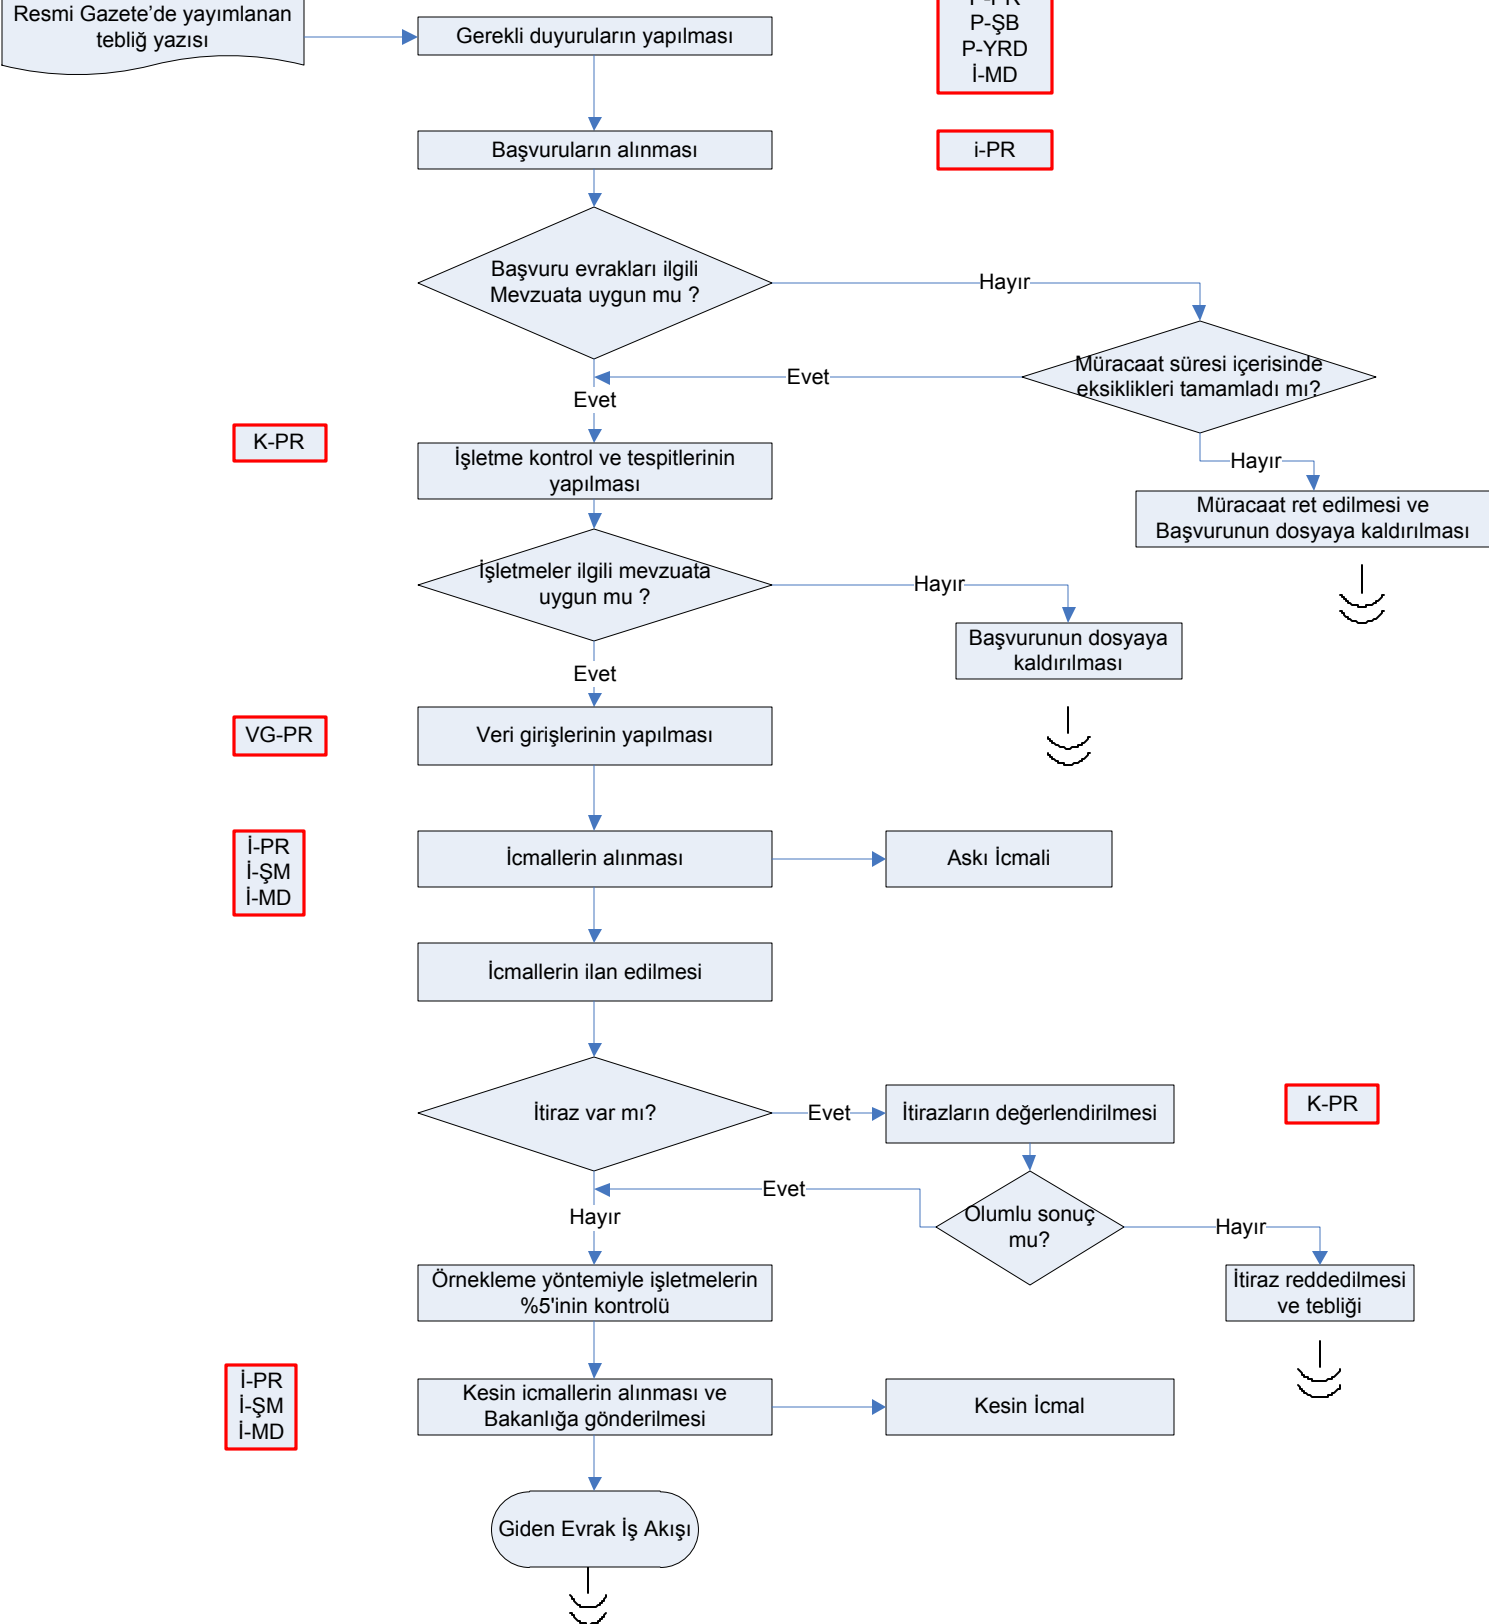 Resmi Gazete’de yayımlanan
tebliğ yazısı
Gerekli duyuruların yapılması
P-ŞB
P-YRD
İ-MD
Başvuruların alınması
i-PR
Başvuru evrakları ilgili
Mevzuata uygun mu ?
Hayır
Müracaat süresi içerisinde
eksiklikleri tamamladı mı?
Evet
Evet
K-PR
İşletme kontrol ve tespitlerinin
yapılması
Hayır
Müracaat ret edilmesi ve
Başvurunun dosyaya kaldırılması
İşletmeler ilgili mevzuata
uygun mu ?
Hayır
Başvurunun dosyaya
kaldırılması
Evet
VG-PR
Veri girişlerinin yapılması
İ-PR
İ-ŞM
İ-MD
İcmallerin alınması
Askı İcmali
İcmallerin ilan edilmesi
İtiraz var mı?
Evet
İtirazların değerlendirilmesi
K-PR
Evet
Hayır
Olumlu sonuç
mu?
Hayır
Örnekleme yöntemiyle işletmelerin
%5'inin kontrolü
İtiraz reddedilmesi
ve tebliği
İ-PR
İ-ŞM
İ-MD
Kesin icmallerin alınması ve
Bakanlığa gönderilmesi
Kesin İcmal
Giden Evrak İş Akışı